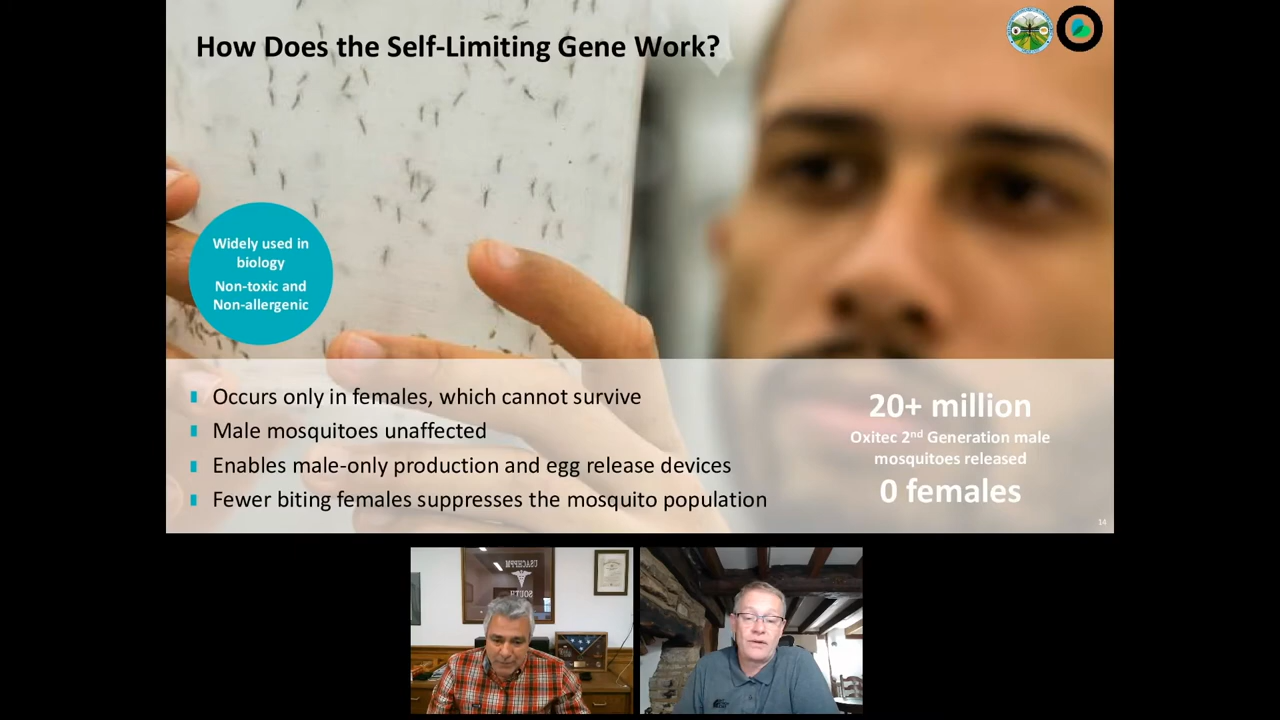 How Does the Self-Limiting Gene Work?
Widely used in
biology
Non-toxic and
Non-allergenic
Occurs only in females, which cannot survive
Male mosquitoes unaffected
Enables male-only production and egg release devices
Fewer biting females suppresses the mosquito population
20+ million
Oxitec 2nd Generation male
mosquitoes released
0 females
14
USACHPPM
SOUTH